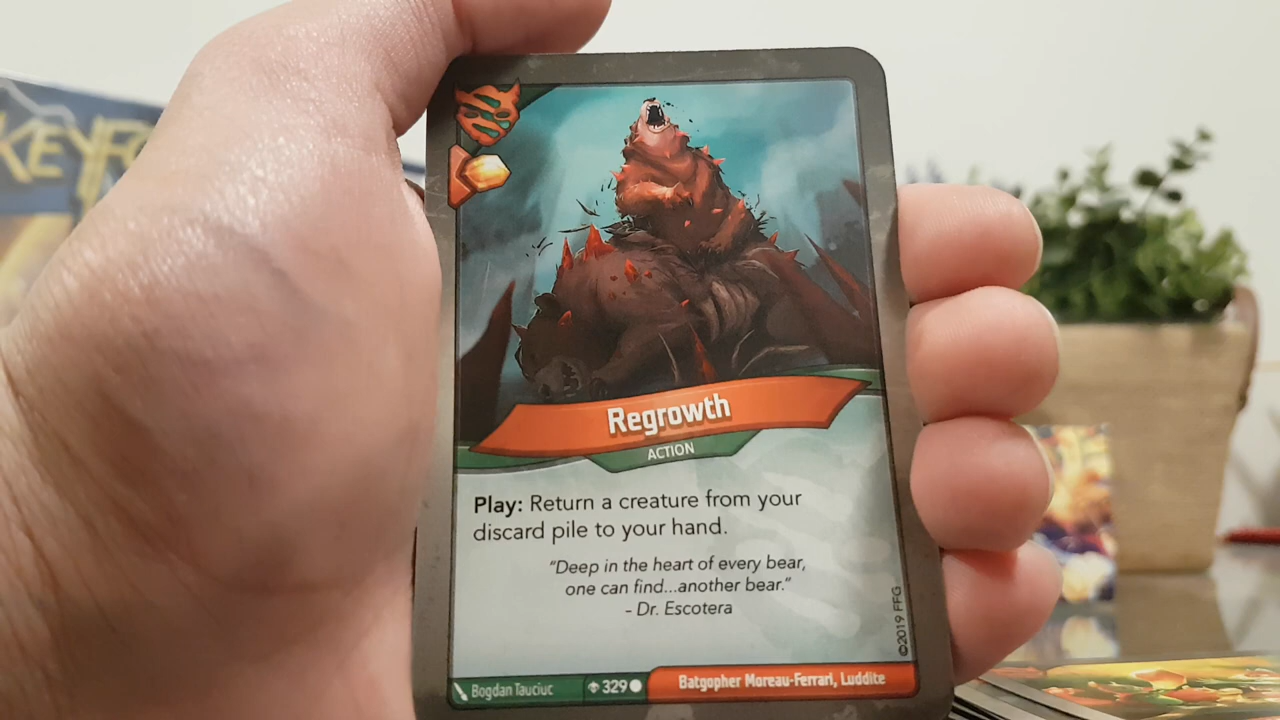 KEYFO
Regrowth
ACTION
Play: Return a creature from your
discard pile to your hand.
“Deep in the heart of every bear,
one can find...another bear.”
- Dr. Escotera
©2019 FFG
Bogdan Tauciuc
329
Batgopher Moreau-Ferrari, Luddite